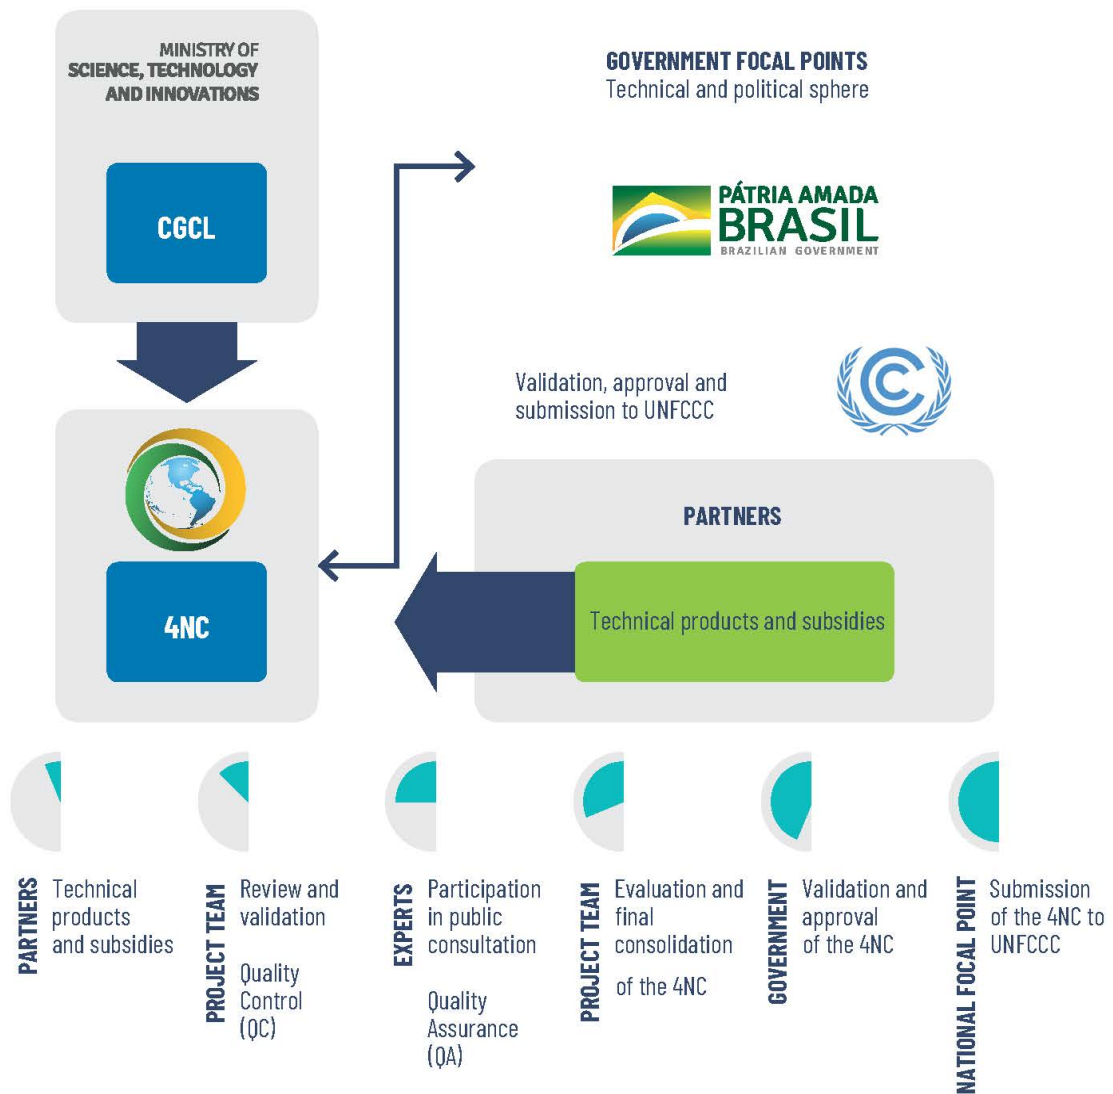 MINISTRY OF
SCIENCE, TECHNOLOGY
AND INNOVATIONS
CGCL
GOVERNMENT FOCAL POINTS
Technical and political sphere
PÁTRIA AMADA
BRASIL
BRAZILIAN GOVERNMENT
Validation, approval and
submission to UNFCCC
4NC
PARTNERS
Technical products and subsidies
PARTNERS
Technical
products
and subsidies
PROJECT TEAM
Review and
validation
Quality
Control
(QC)
EXPERTS
Participation
in public
consultation
Quality
Assurance
(QA)
PROJECT TEAM
Evaluation and
final
consolidation
of the 4NC
GOVERNMENT
Validation and
approval
of the 4NC
NATIONAL FOCAL POINT
Submission
of the 4NC to
UNFCCC